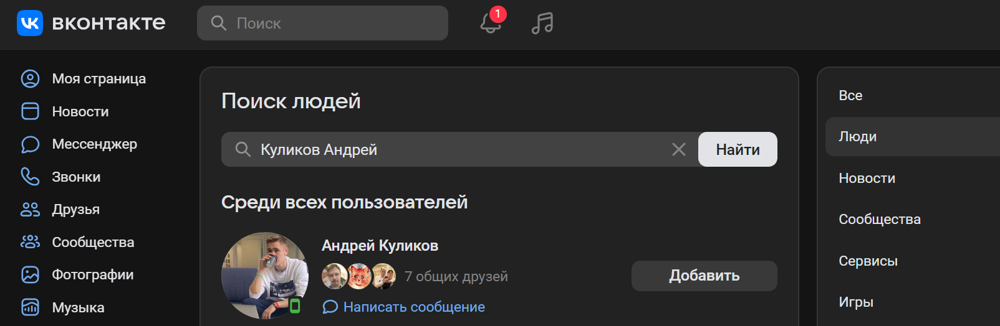 вконтакте
Поиск
1
Моя страница
Новости
Мессенджер
Звонки
Друзья
Сообщества
Фотографии
Музыка
Поиск людей
Куликов Андрей
Найти
Среди всех пользователей
Андрей Куликов
7 общих друзей
Написать сообщение
Добавить
Все
Люди
Новости
Сообщества
Сервисы
Игры